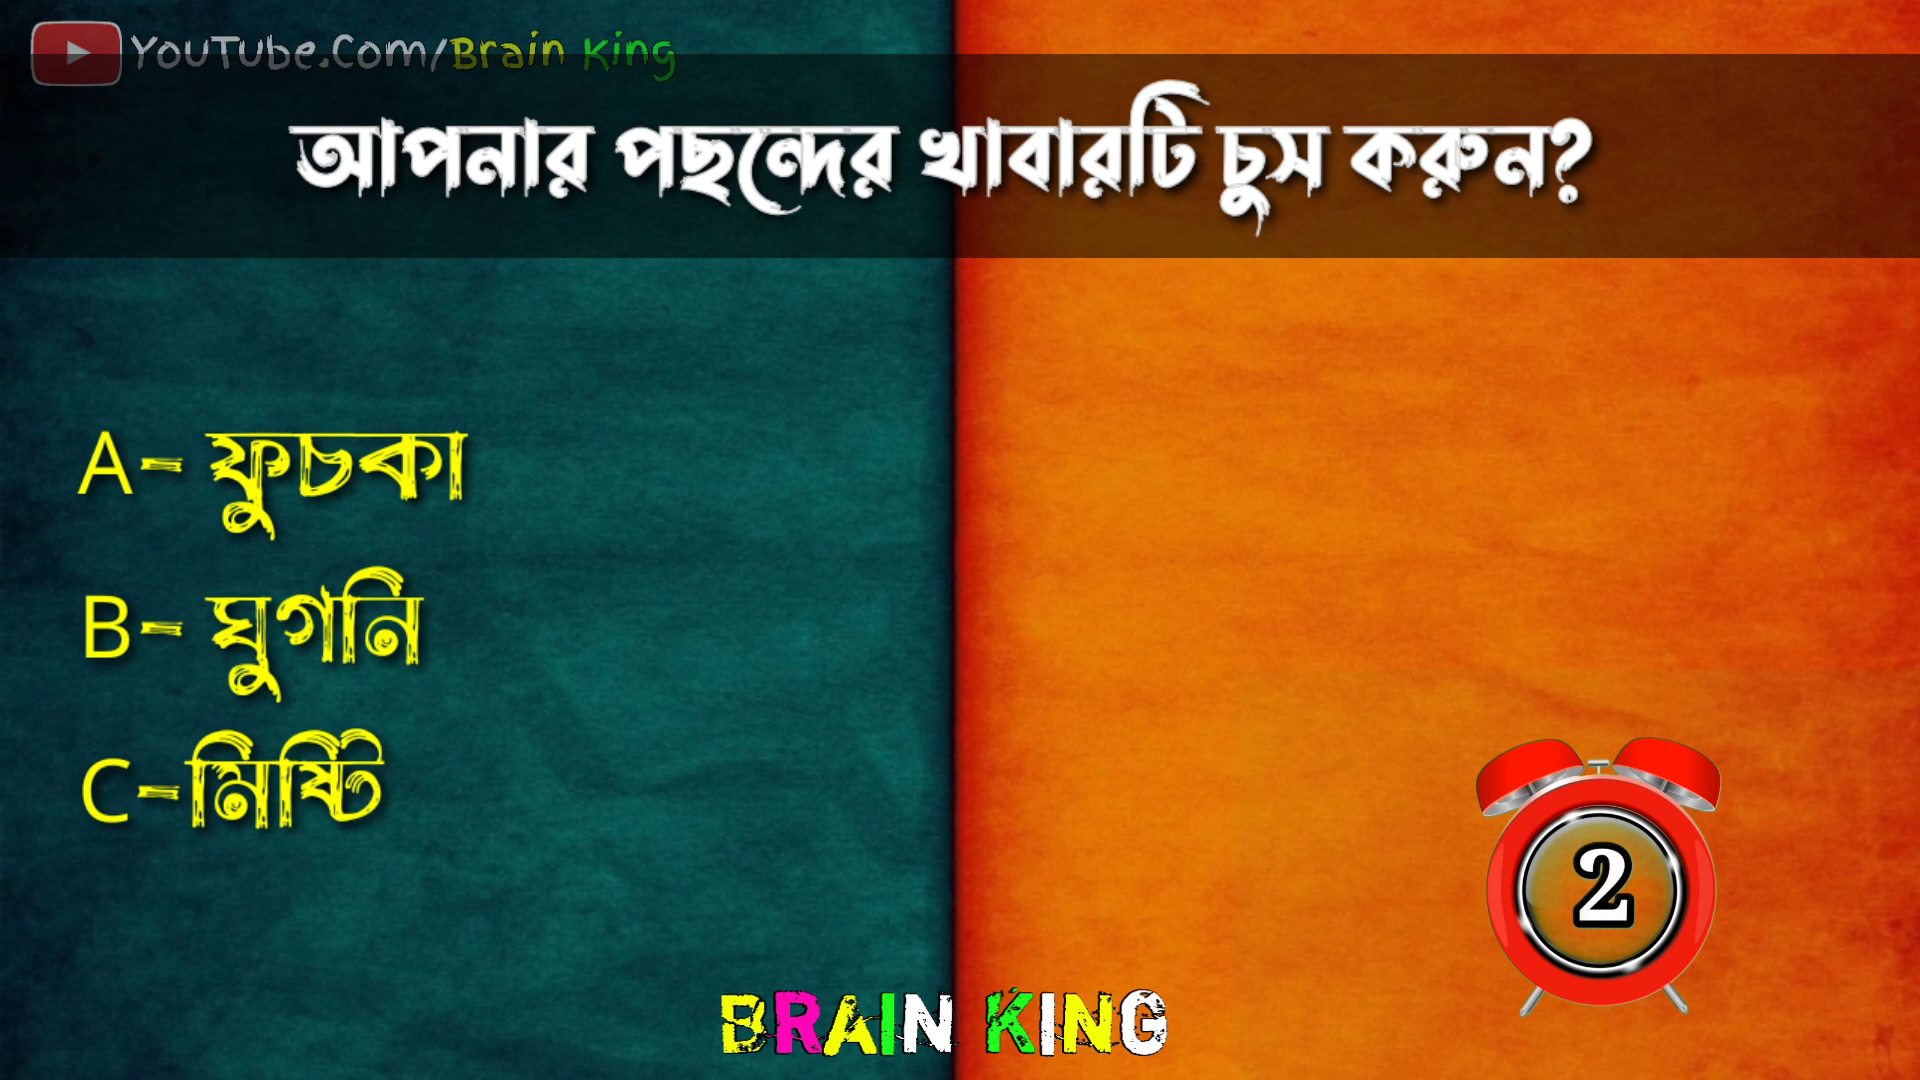 YouTube.Com/Brain King
আপনার পছন্দের খাবারটি চুস করুন?
A- ফুচকা
B- ঘুগনি
C-মিষ্টি
2
BRAIN KING